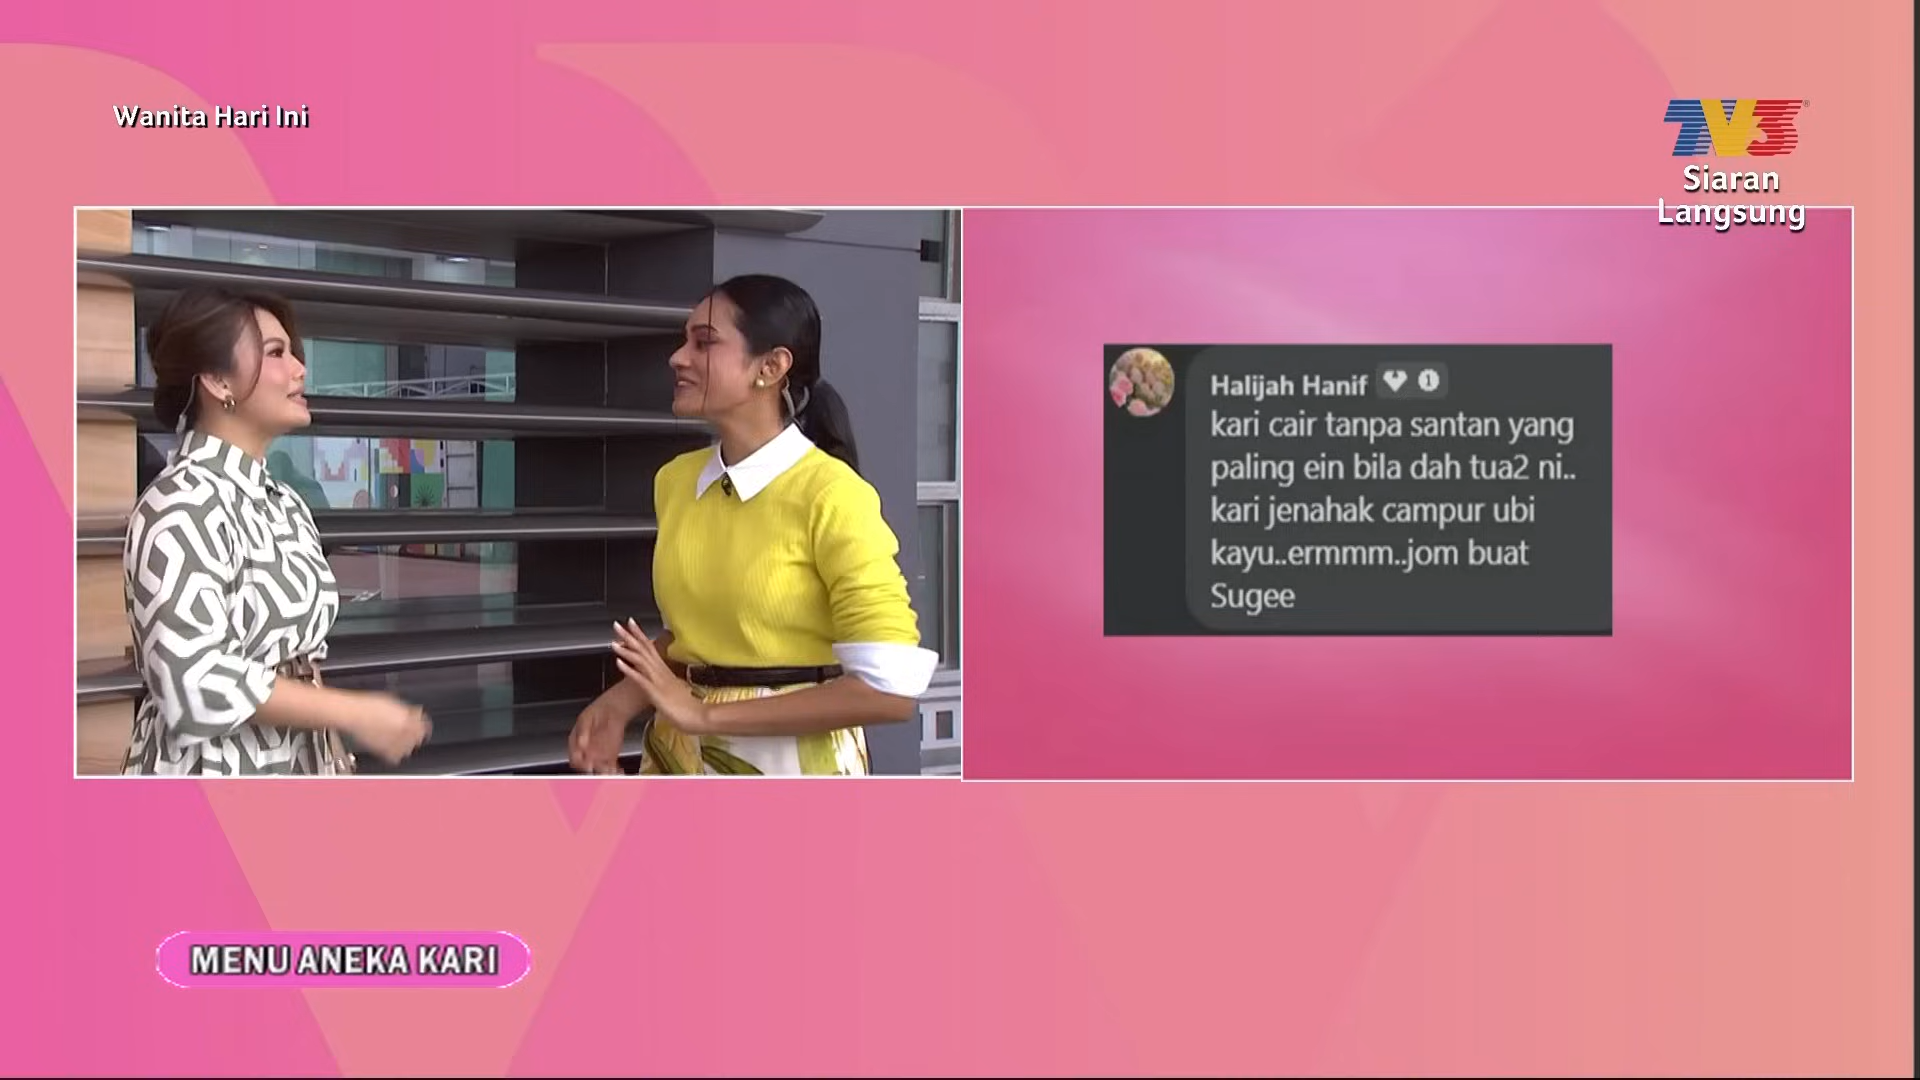 Wanita Hari Ini
TV3
Siaran
Langsung
Halijah Hanif
kari cair tanpa santan yang
paling ein bila dah tua2 ni..
kari jenahak campur ubi
kayu..ermmm..jom buat
Sugee
MENU ANEKA KARI